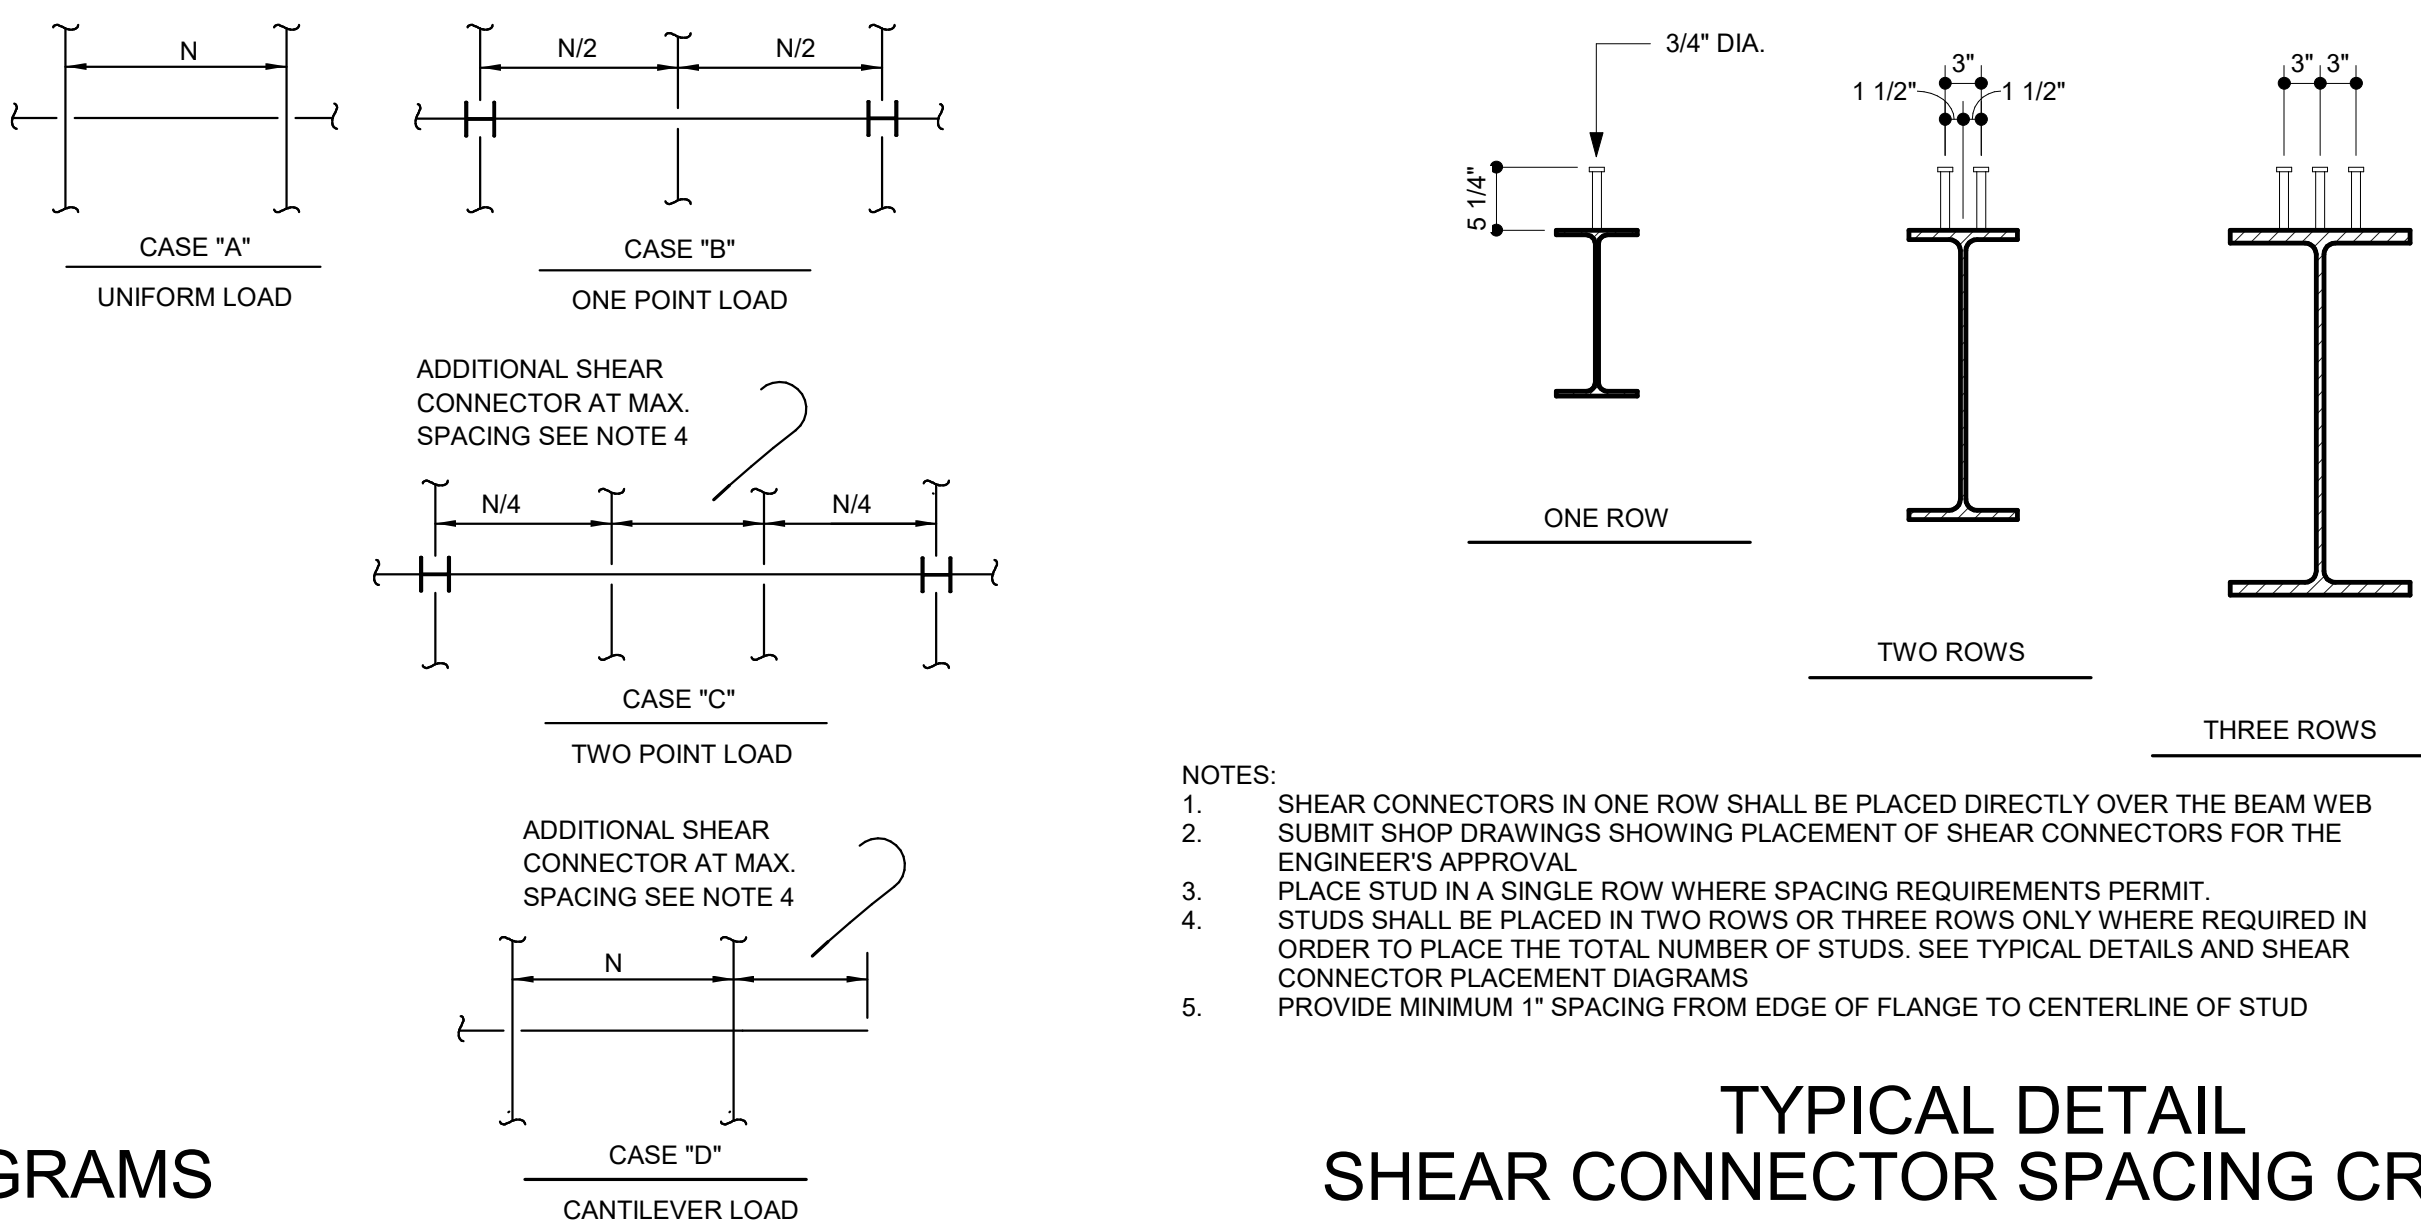 N
CASE "A"
UNIFORM LOAD
N/2
N/2
CASE "B"
ONE POINT LOAD
ADDITIONAL SHEAR
CONNECTOR AT MAX.
SPACING SEE NOTE 4
N/4
N/4
CASE "C"
TWO POINT LOAD
ADDITIONAL SHEAR
CONNECTOR AT MAX.
SPACING SEE NOTE 4
N
CASE "D"
CANTILEVER LOAD
GRAMS
3/4" DIA.
5 1/4"
ONE ROW
3"
1 1/2"
1 1/2"
TWO ROWS
3"
3"
THREE ROWS
NOTES:
1. SHEAR CONNECTORS IN ONE ROW SHALL BE PLACED DIRECTLY OVER THE BEAM WEB
2. SUBMIT SHOP DRAWINGS SHOWING PLACEMENT OF SHEAR CONNECTORS FOR THE
ENGINEER'S APPROVAL
3. PLACE STUD IN A SINGLE ROW WHERE SPACING REQUIREMENTS PERMIT.
4. STUDS SHALL BE PLACED IN TWO ROWS OR THREE ROWS ONLY WHERE REQUIRED IN
ORDER TO PLACE THE TOTAL NUMBER OF STUDS. SEE TYPICAL DETAILS AND SHEAR
CONNECTOR PLACEMENT DIAGRAMS
5. PROVIDE MINIMUM 1" SPACING FROM EDGE OF FLANGE TO CENTERLINE OF STUD
TYPICAL DETAIL
SHEAR CONNECTOR SPACING CR